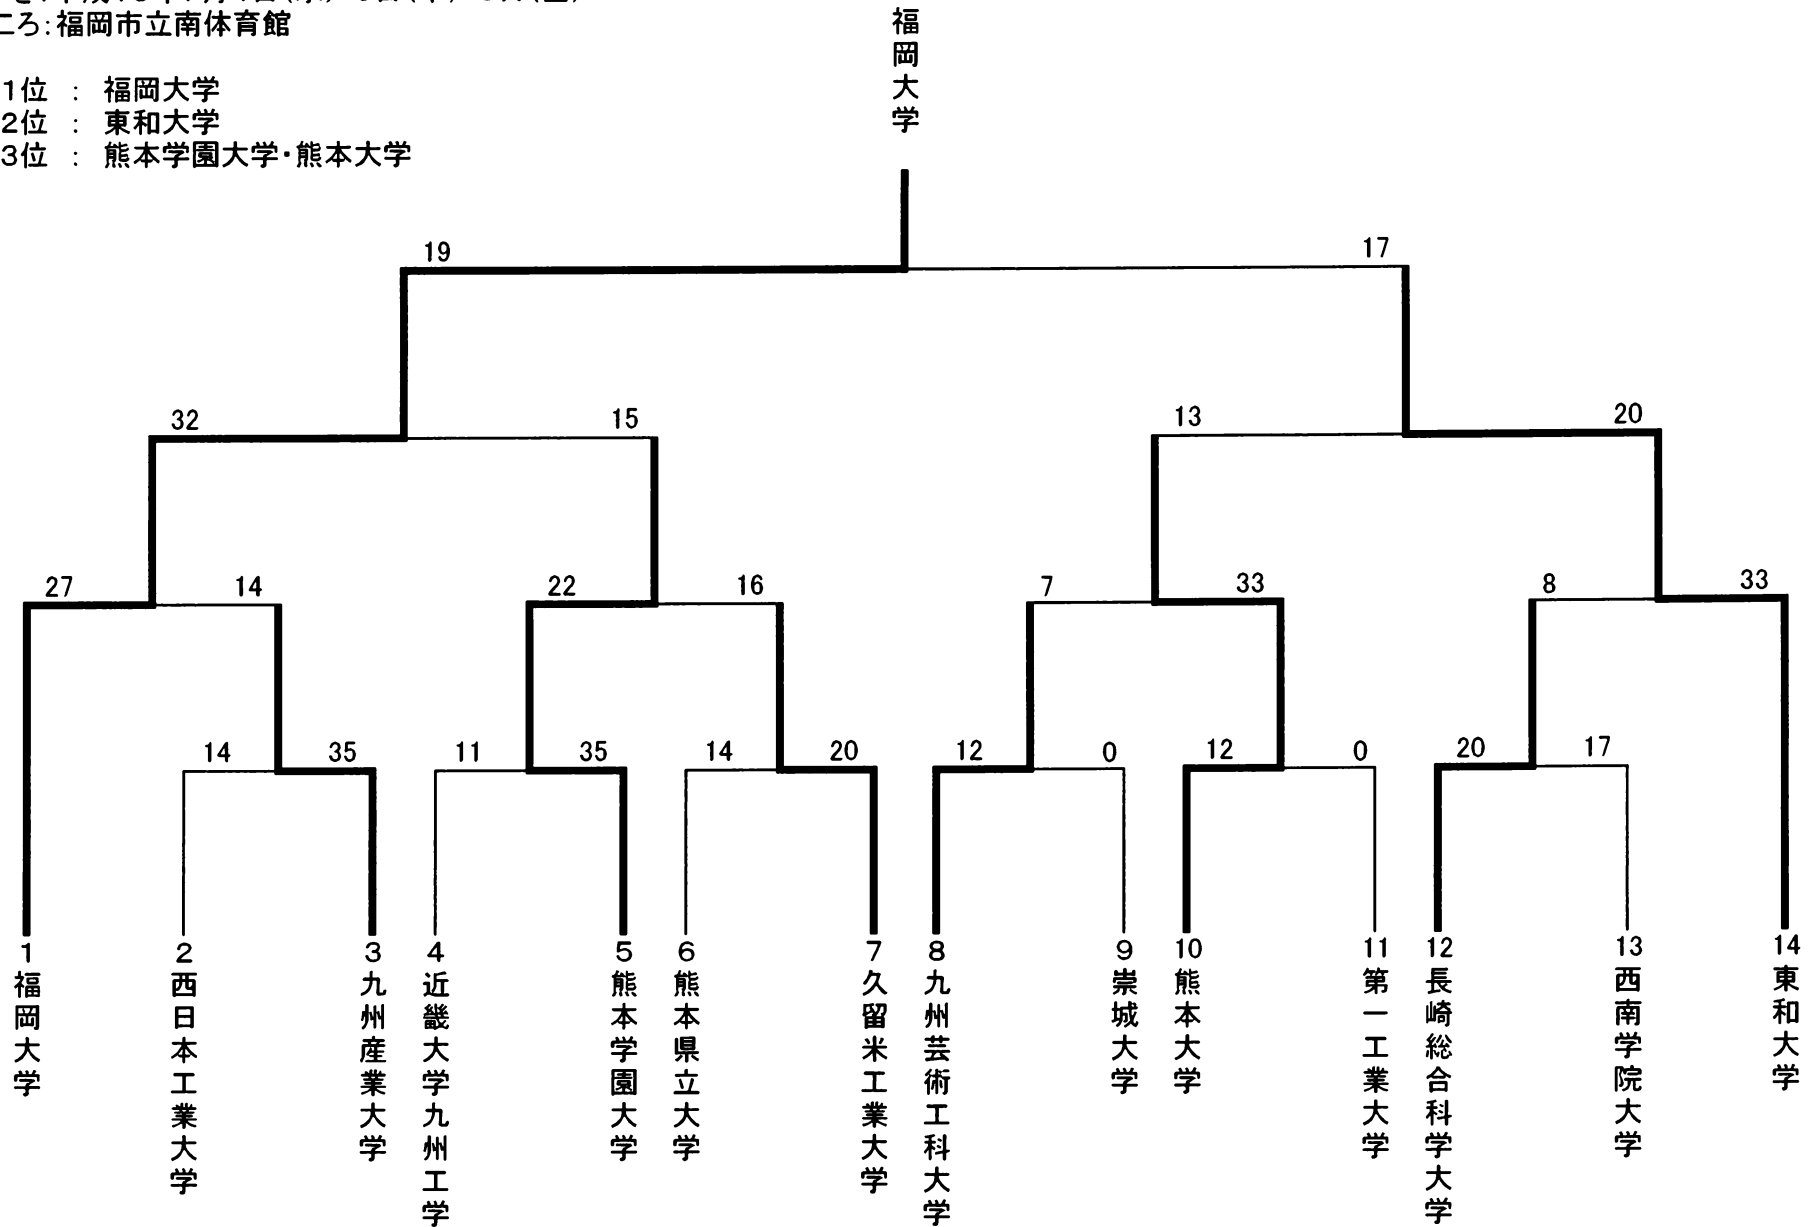 ころ:福岡市立南体育館
1位 : 福岡大学
2位 : 東和大学
3位 : 熊本学園大学・熊本大学
福岡大学
19 17
32 15 13 20
27 14 22 16 7 33 8 33
14 35 11 35 14 20 12 0 12 0 20 17
1 福岡大学
2 西日本工業大学
3 九州産業大学
4 近畿大学九州工学
5 熊本学園大学
6 熊本県立大学
7 久留米工業大学
8 九州芸術工科大学
9 崇城大学
10 熊本大学
11 第一工業大学
12 長崎総合科学大学
13 西南学院大学
14 東和大学